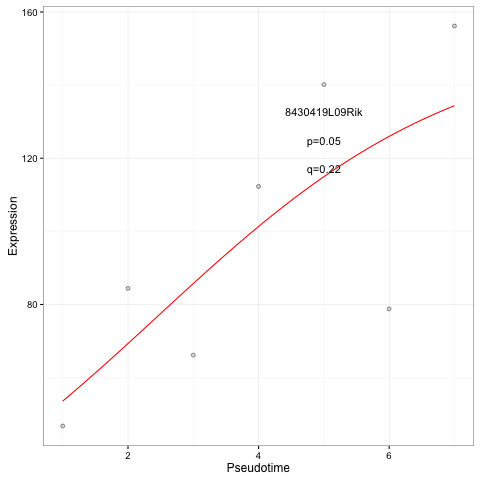 160
8430419L09Rik
p=0.05
120
q=0.22
Expression
80
2
4
6
Pseudotime